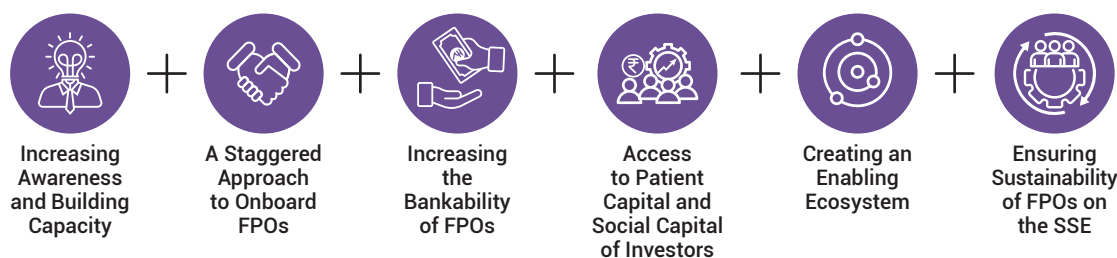 Increasing
Awareness
and Building
Capacity
A Staggered
Approach
to Onboard
FPOs
Increasing
the
Bankability
of FPOs
Access
to Patient
Capital and
Social Capital
of Investors
Creating an
Enabling
Ecosystem
Ensuring
Sustainability
of FPOs on
the SSE